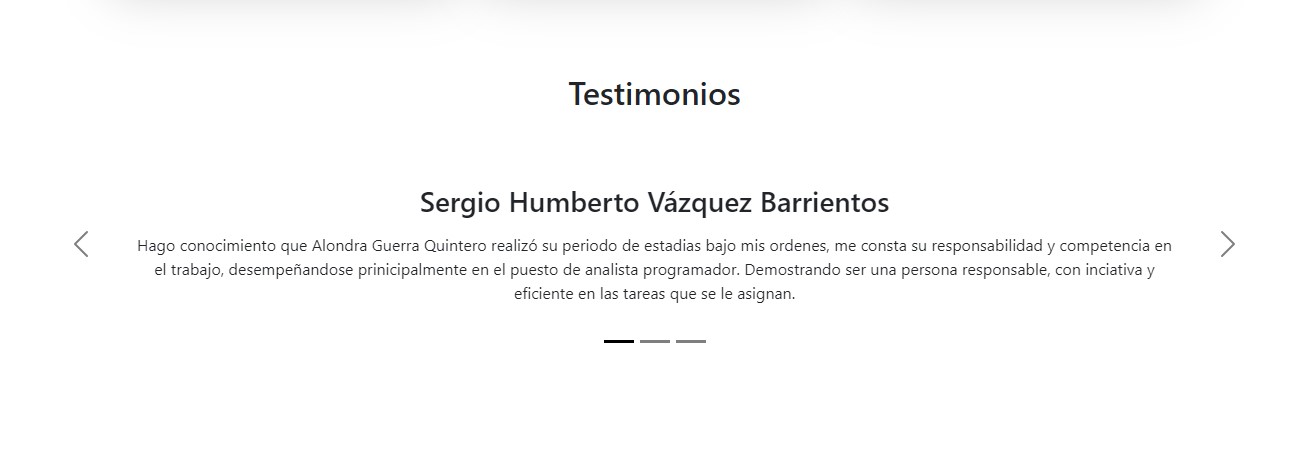 Testimonios
Sergio Humberto Vázquez Barrientos
Hago conocimiento que Alondra Guerra Quintero realizó su periodo de estadias bajo mis ordenes, me consta su responsabilidad y competencia en
el trabajo, desempeñandose prinicipalmente en el puesto de analista programador. Demostrando ser una persona responsable, con inciativa y
eficiente en las tareas que se le asignan.